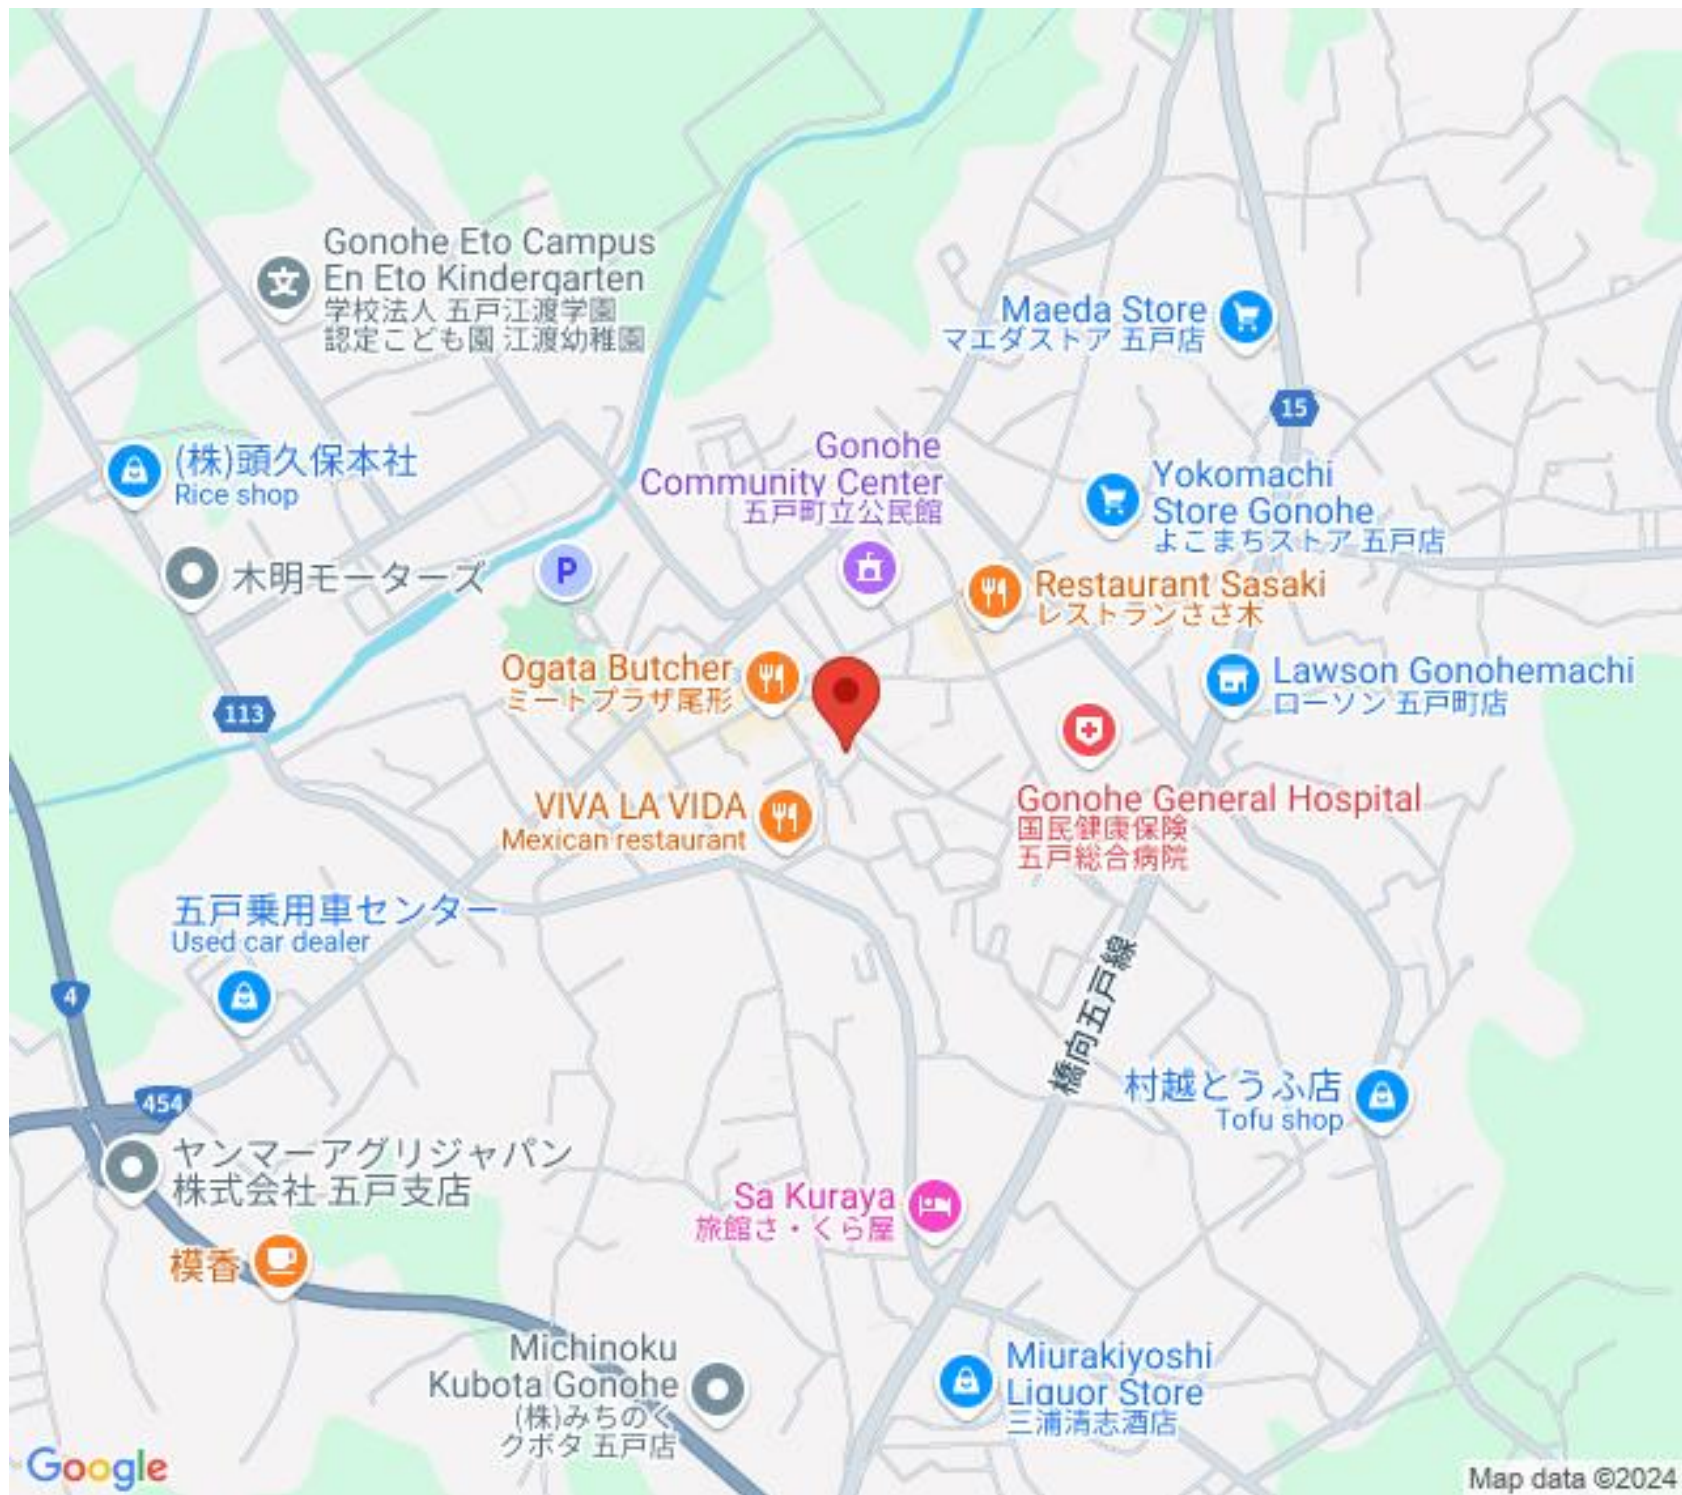 Gonohe Eto Campus
En Eto Kindergarten
学校法人 五戸江渡学園
認定こども園 江渡幼稚園
Maeda Store
マエダストア 五戸店
15
(株)頭久保本社
Rice shop
Gonohe
Community Center
五戸町立公民館
Yokomachi
Store Gonohe
よこまちストア 五戸店
木明モーターズ
P
Restaurant Sasaki
レストランささ木
Ogata Butcher
ミートプラザ尾形
Lawson Gonohemachi
ローソン 五戸町店
113
VIVA LA VIDA
Mexican restaurant
Gonohe General Hospital
国民健康保険
五戸総合病院
五戸乗用車センター
Used car dealer
4
橋向五戸線
454
村越とうふ店
Tofu shop
ヤンマーアグリジャパン
株式会社 五戸支店
Sa Kuraya
旅館さ・くら屋
模香
Michinoku
Kubota Gonohe
(株)みちのく
クボタ 五戸店
Miurakiyoshi
Liquor Store
三浦清志酒店
Google
Map data ©2024